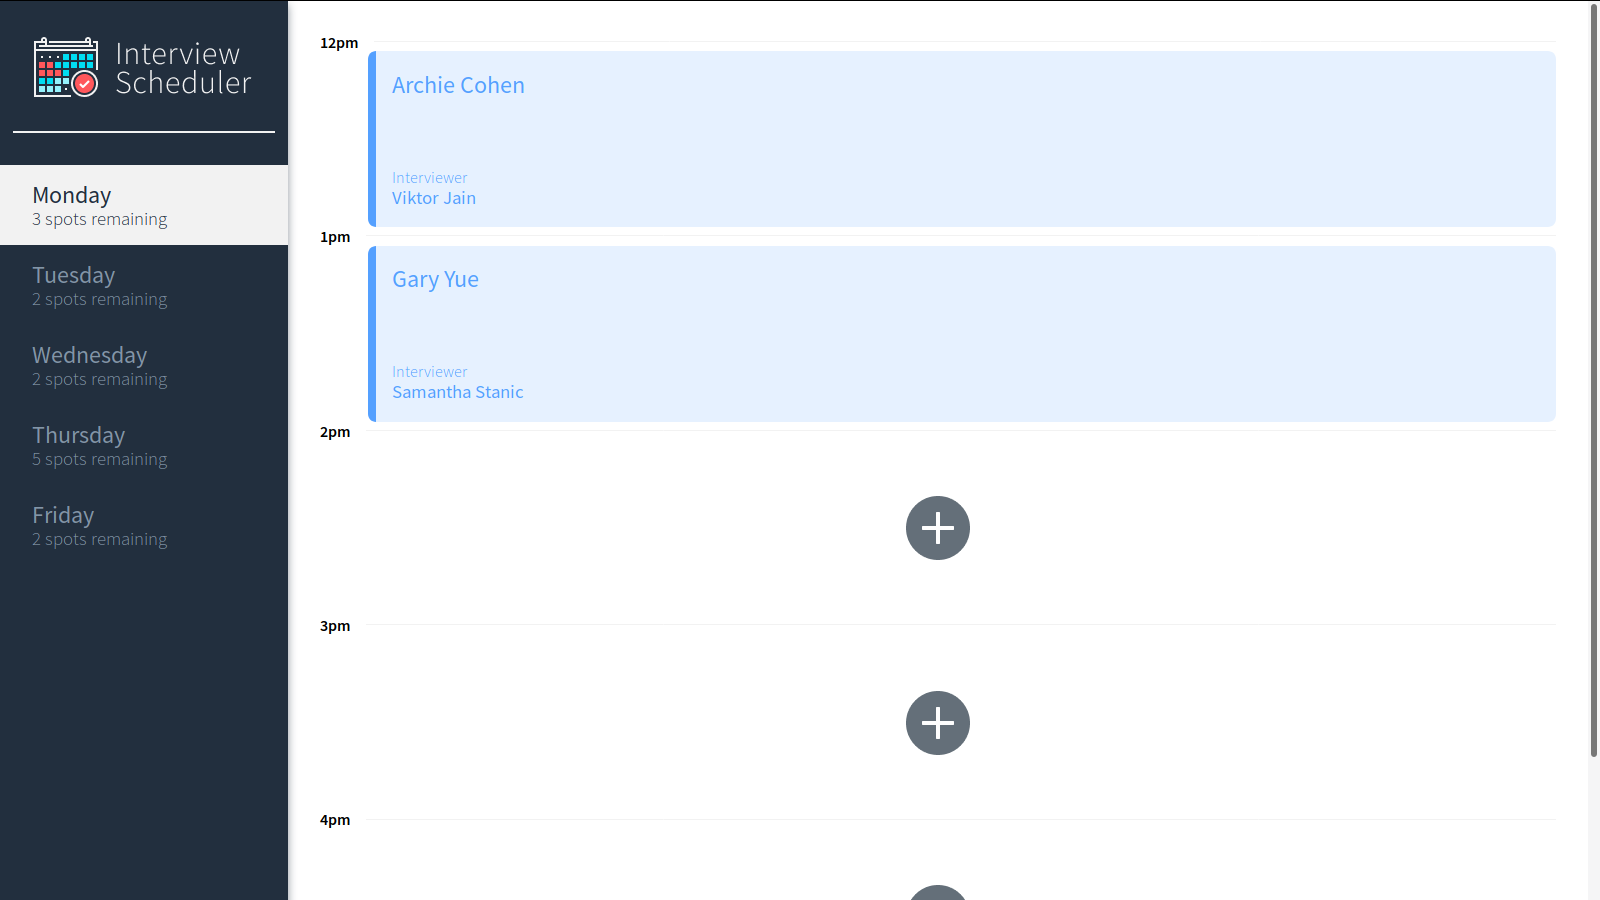 Interview
Scheduler
Monday
3 spots remaining
Tuesday
2 spots remaining
Wednesday
2 spots remaining
Thursday
5 spots remaining
Friday
2 spots remaining
12pm
Archie Cohen
Interviewer
Viktor Jain
1pm
Gary Yue
Interviewer
Samantha Stanic
2pm
3pm
4pm